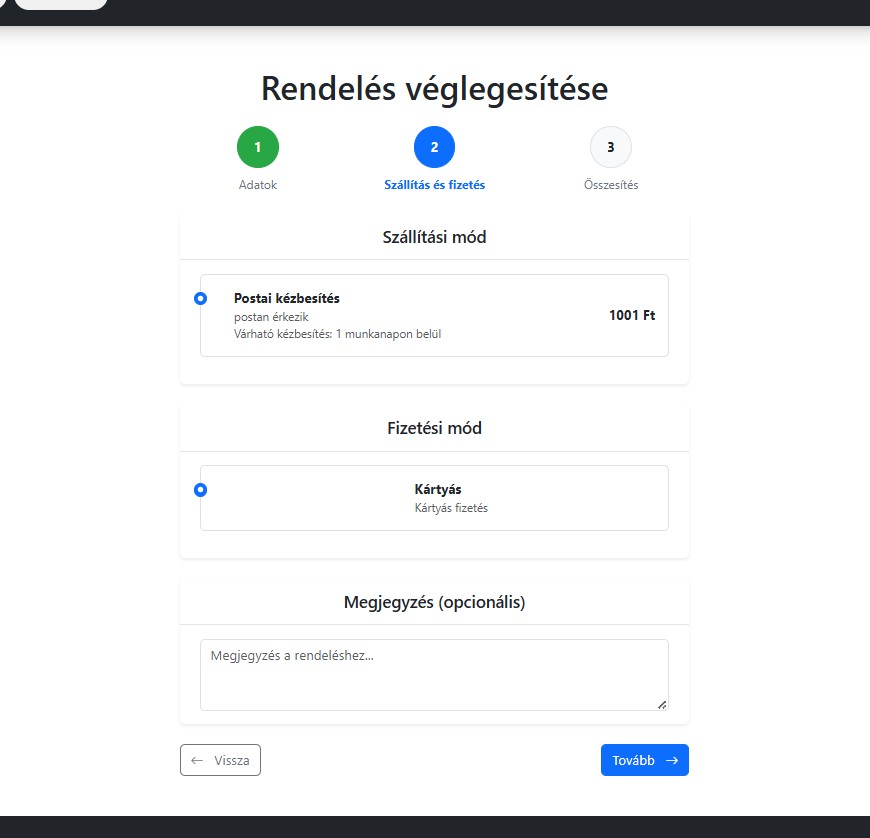 Rendelés véglegesítése
1
2
3
Adatok
Szállítás és fizetés
Összesítés
Szállítási mód
Postai kézbesítés
postan érkezik
Várható kézbesítés: 1 munkanapon belül
1001 Ft
Fizetési mód
Kártyás
Kártyás fizetés
Megjegyzés (opcionális)
Megjegyzés a rendeléshez...
← Vissza
Tovább →